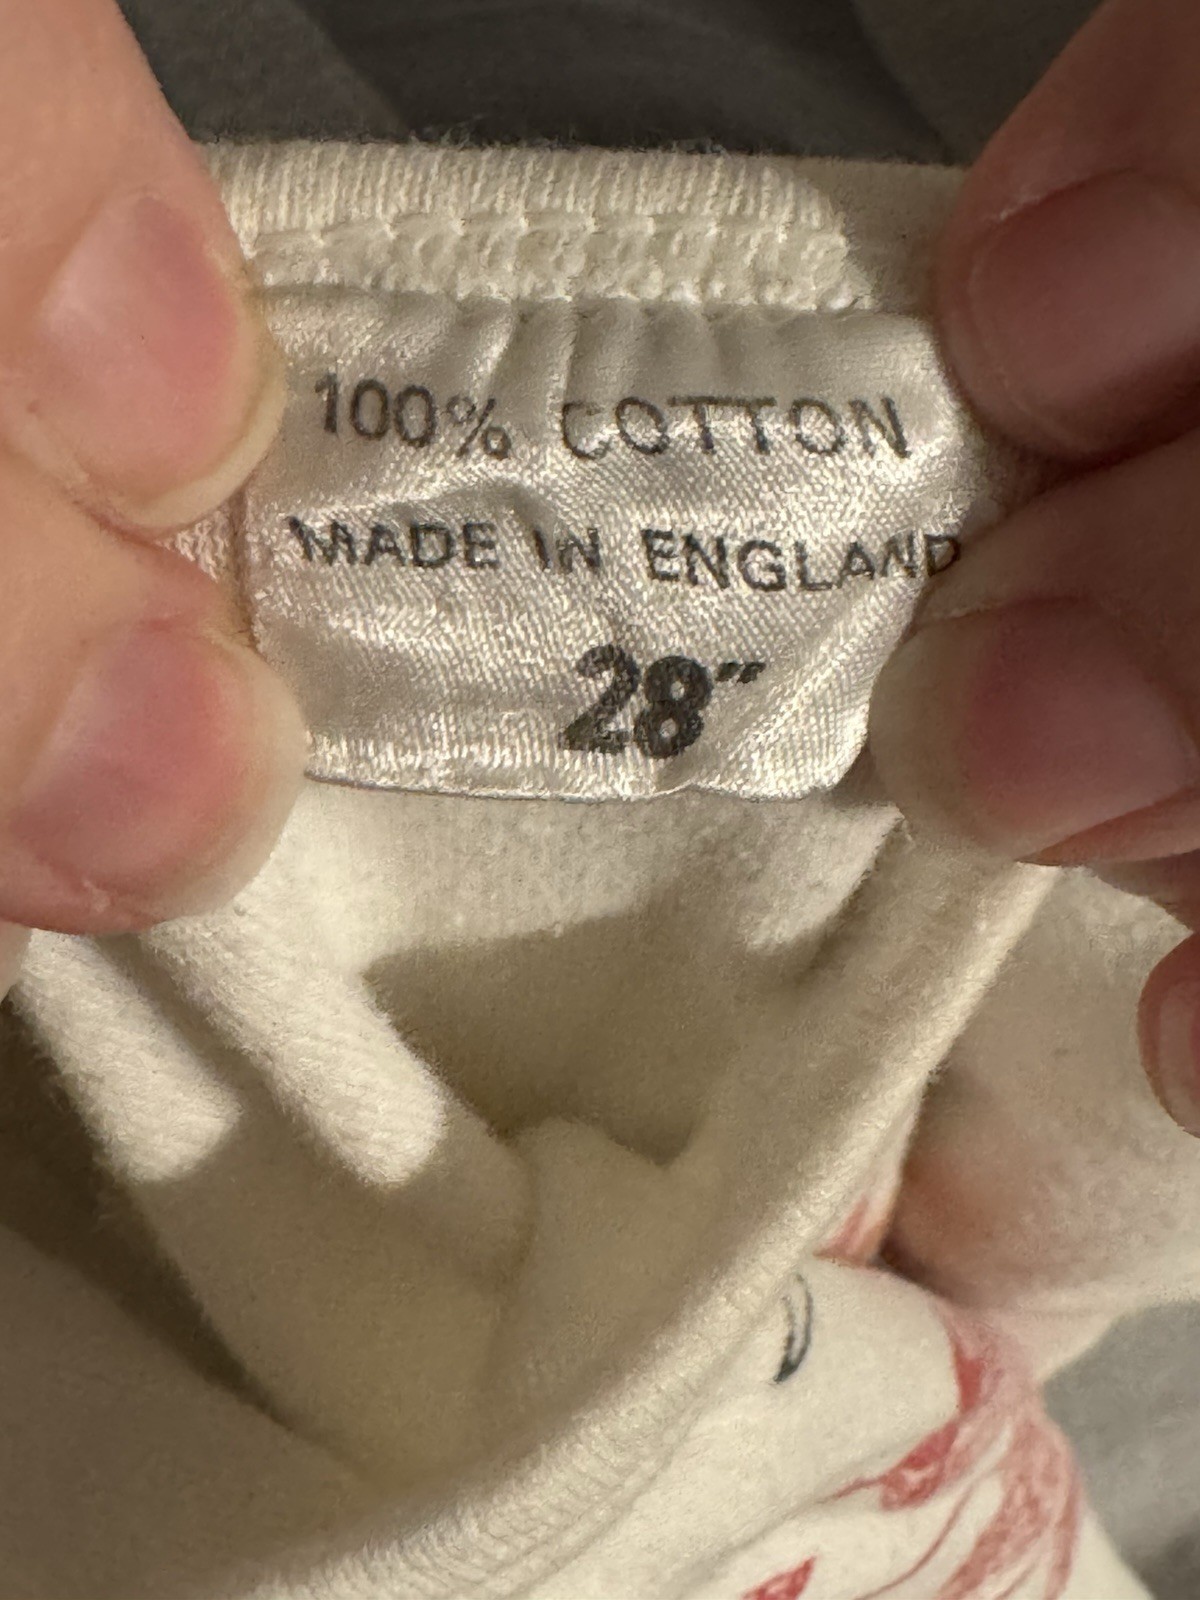 100% COTTON
MADE IN ENGLAND
28"